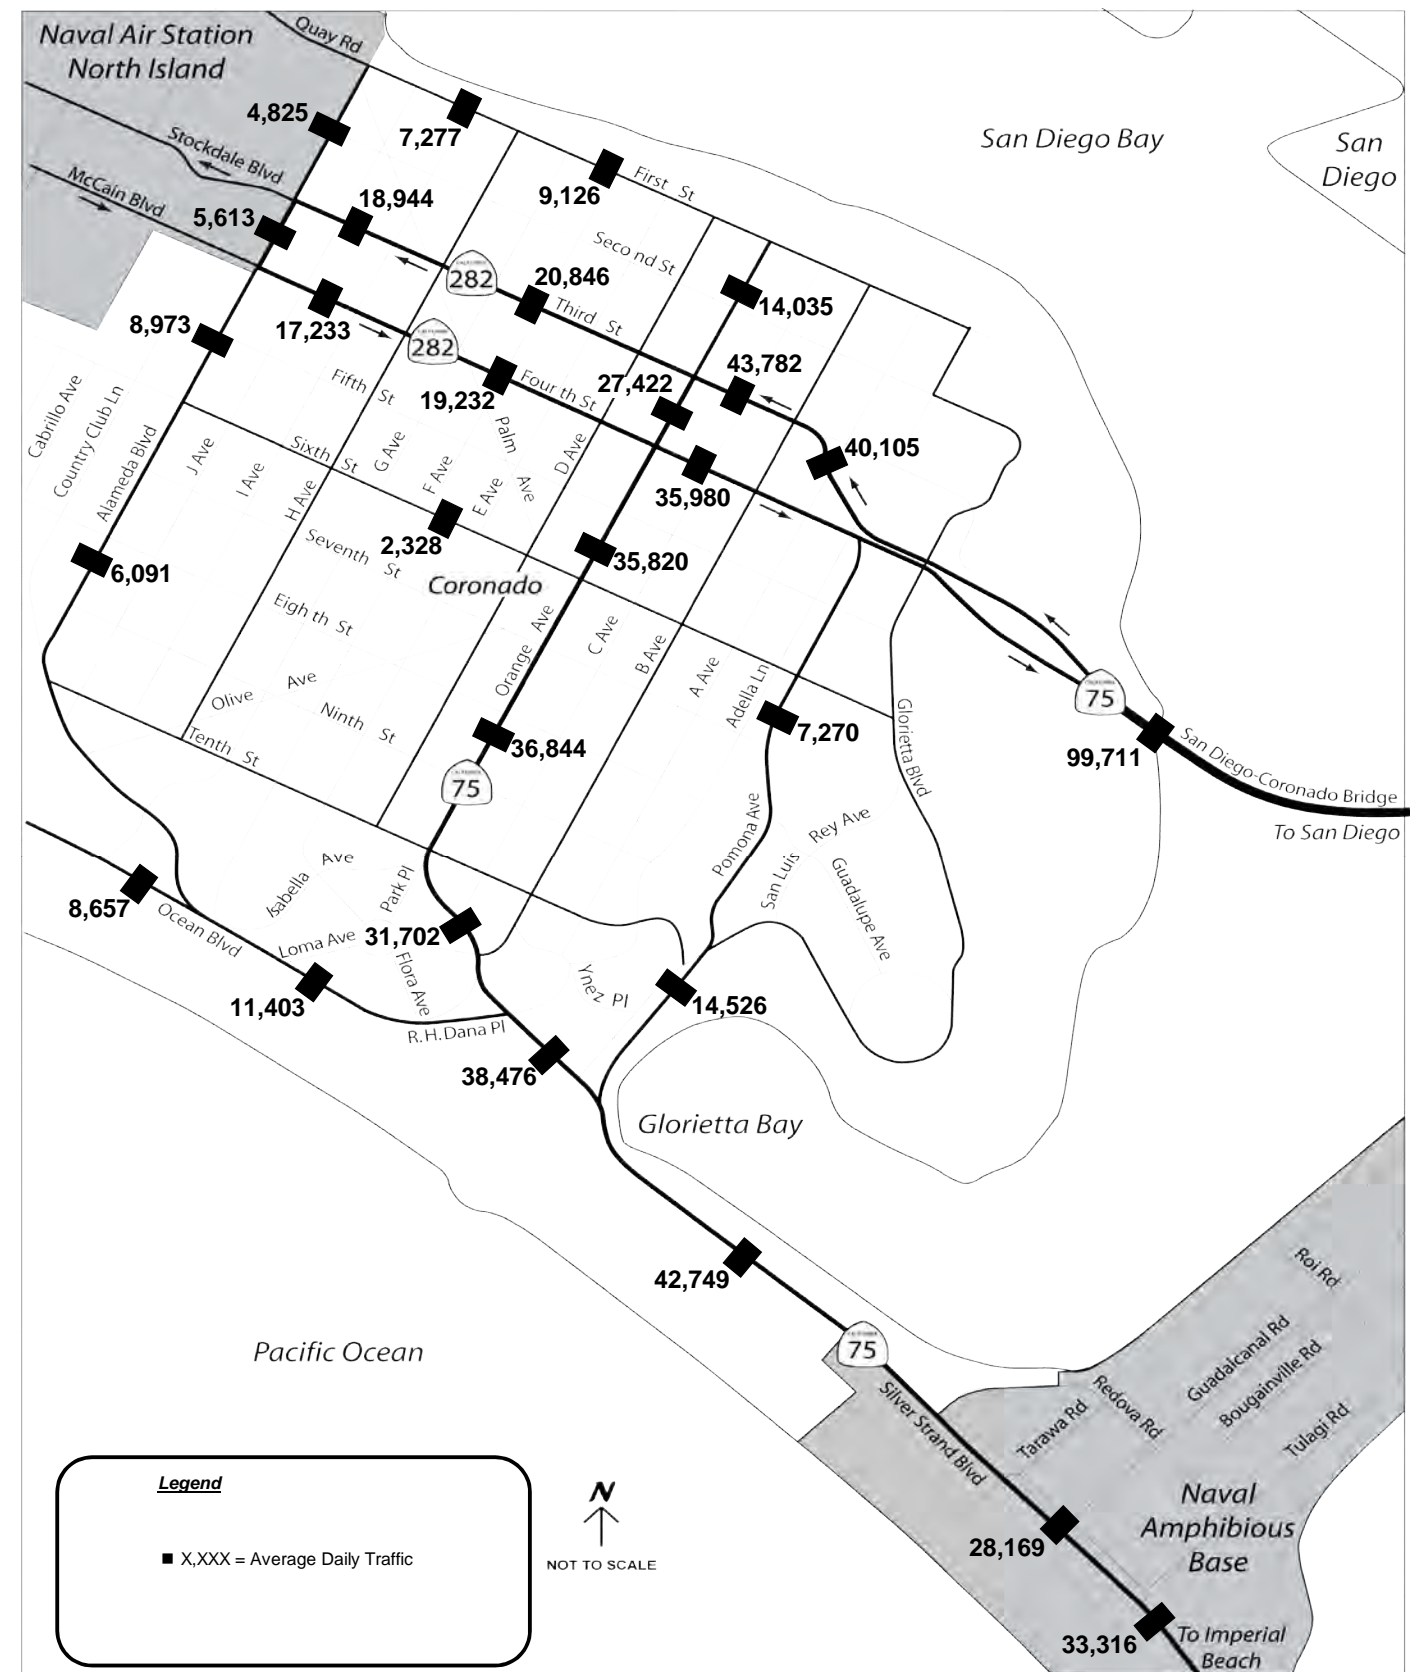 Naval Air Station
North Island
Quay Rd
San Diego Bay
San
Diego
4,825
7,277
Stockdale Blvd
McCain Blvd
9,126
First St
18,944
5,613
Second St
282
20,846
Third St
14,035
8,973
17,233
282
43,782
27,422
Fifth St
19,232
Fourth St
Palm
Ave
Cabrillo Ave
Country Club Ln
Alameda Blvd
J Ave
I Ave
H Ave
Sixth St
G Ave
F Ave
E Ave
D Ave
40,105
35,980
2,328
Seventh St
35,820
6,091
Coronado
Eighth St
Orange Ave
C Ave
B Ave
A Ave
Adella Ln
75
Olive Ave
Ninth St
Tenth St
36,844
7,270
Glorietta Blvd
99,711
San Diego-Coronado Bridge
To San Diego
75
Pomona Ave
San Luis Rey Ave
Guadalupe Ave
Isabella Ave
Park Pl
8,657
Ocean Blvd
Loma Ave
31,702
Flora Ave
Ynez Pl
11,403
R.H. Dana Pl
14,526
38,476
Glorietta Bay
42,749
Pacific Ocean
75
Silver Strand Blvd
Roi Rd
Guadalcanal Rd
Bougainville Rd
Redova Rd
Tarawa Rd
Tulagi Rd
Naval
Amphibious
Base
28,169
33,316
To Imperial
Beach
Legend
X,XXX = Average Daily Traffic
N
NOT TO SCALE